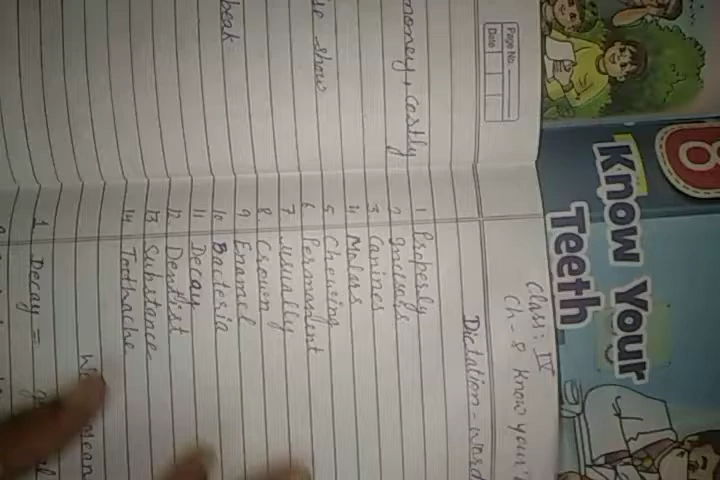 8
Know Your
Teeth
Page No.
Date
money, costly
show
beak
Class: IV
Ch-8 Know your
Dictation - word
1 Properly
2 Incisors
3 Canines
4 Molars
5 Chewing
6 Permanent
7 usually
8. Crown
9 Enamel
10 Bacteria
11 Decay
12. Dentist
13. Substance
14. Toothache
1 Decay =